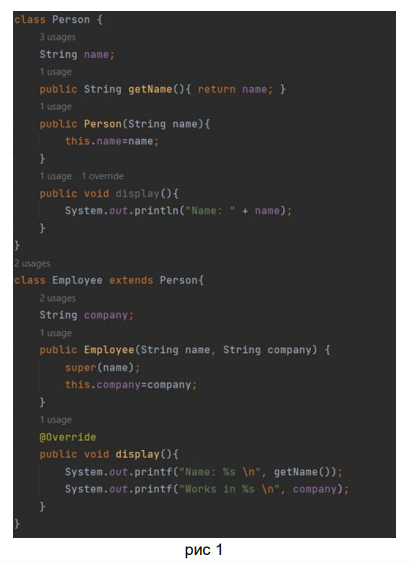 class Person {
3 usages
String name;
1 usage
public String getName(){ return name; }
1 usage
public Person(String name){
this.name=name;
}
1 usage 1 override
public void display(){
System.out.println("Name: " + name);
}
}
2 usages
class Employee extends Person{
2 usages
String company;
1 usage
public Employee(String name, String company) {
super(name);
this.company=company;
}
1 usage
@Override
public void display(){
System.out.printf("Name: %s \n", getName());
System.out.printf("Works in %s \n", company);
}
}
рис 1